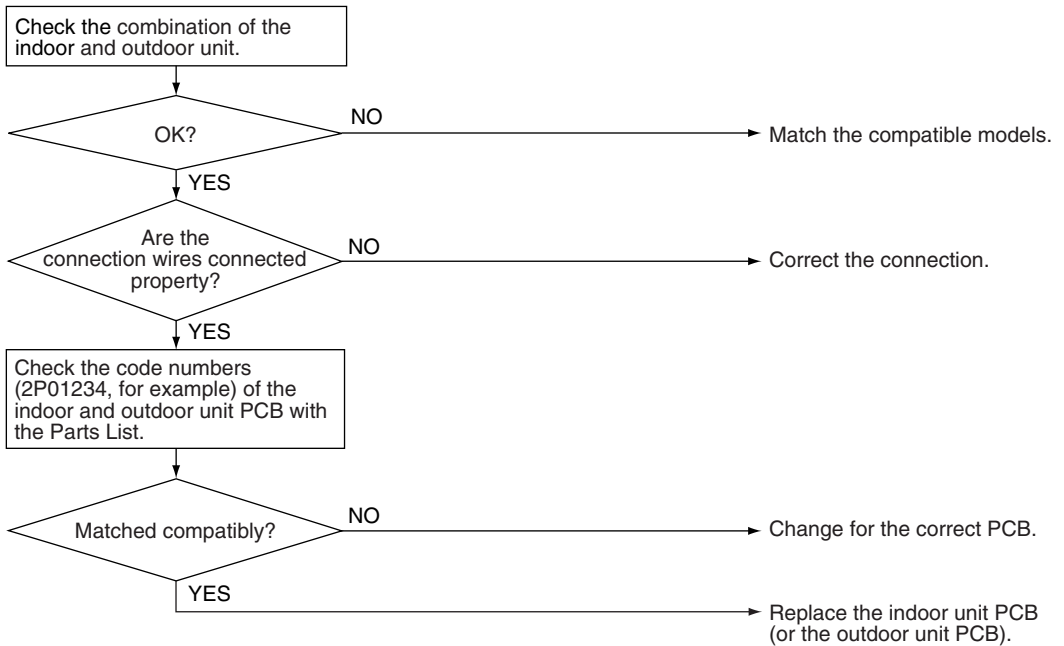 Check the combination of the
indoor and outdoor unit.
OK?
NO
Match the compatible models.
YES
Are the
connection wires connected
property?
NO
Correct the connection.
YES
Check the code numbers
(2P01234, for example) of the
indoor and outdoor unit PCB with
the Parts List.
Matched compatibly?
NO
Change for the correct PCB.
YES
Replace the indoor unit PCB
(or the outdoor unit PCB).